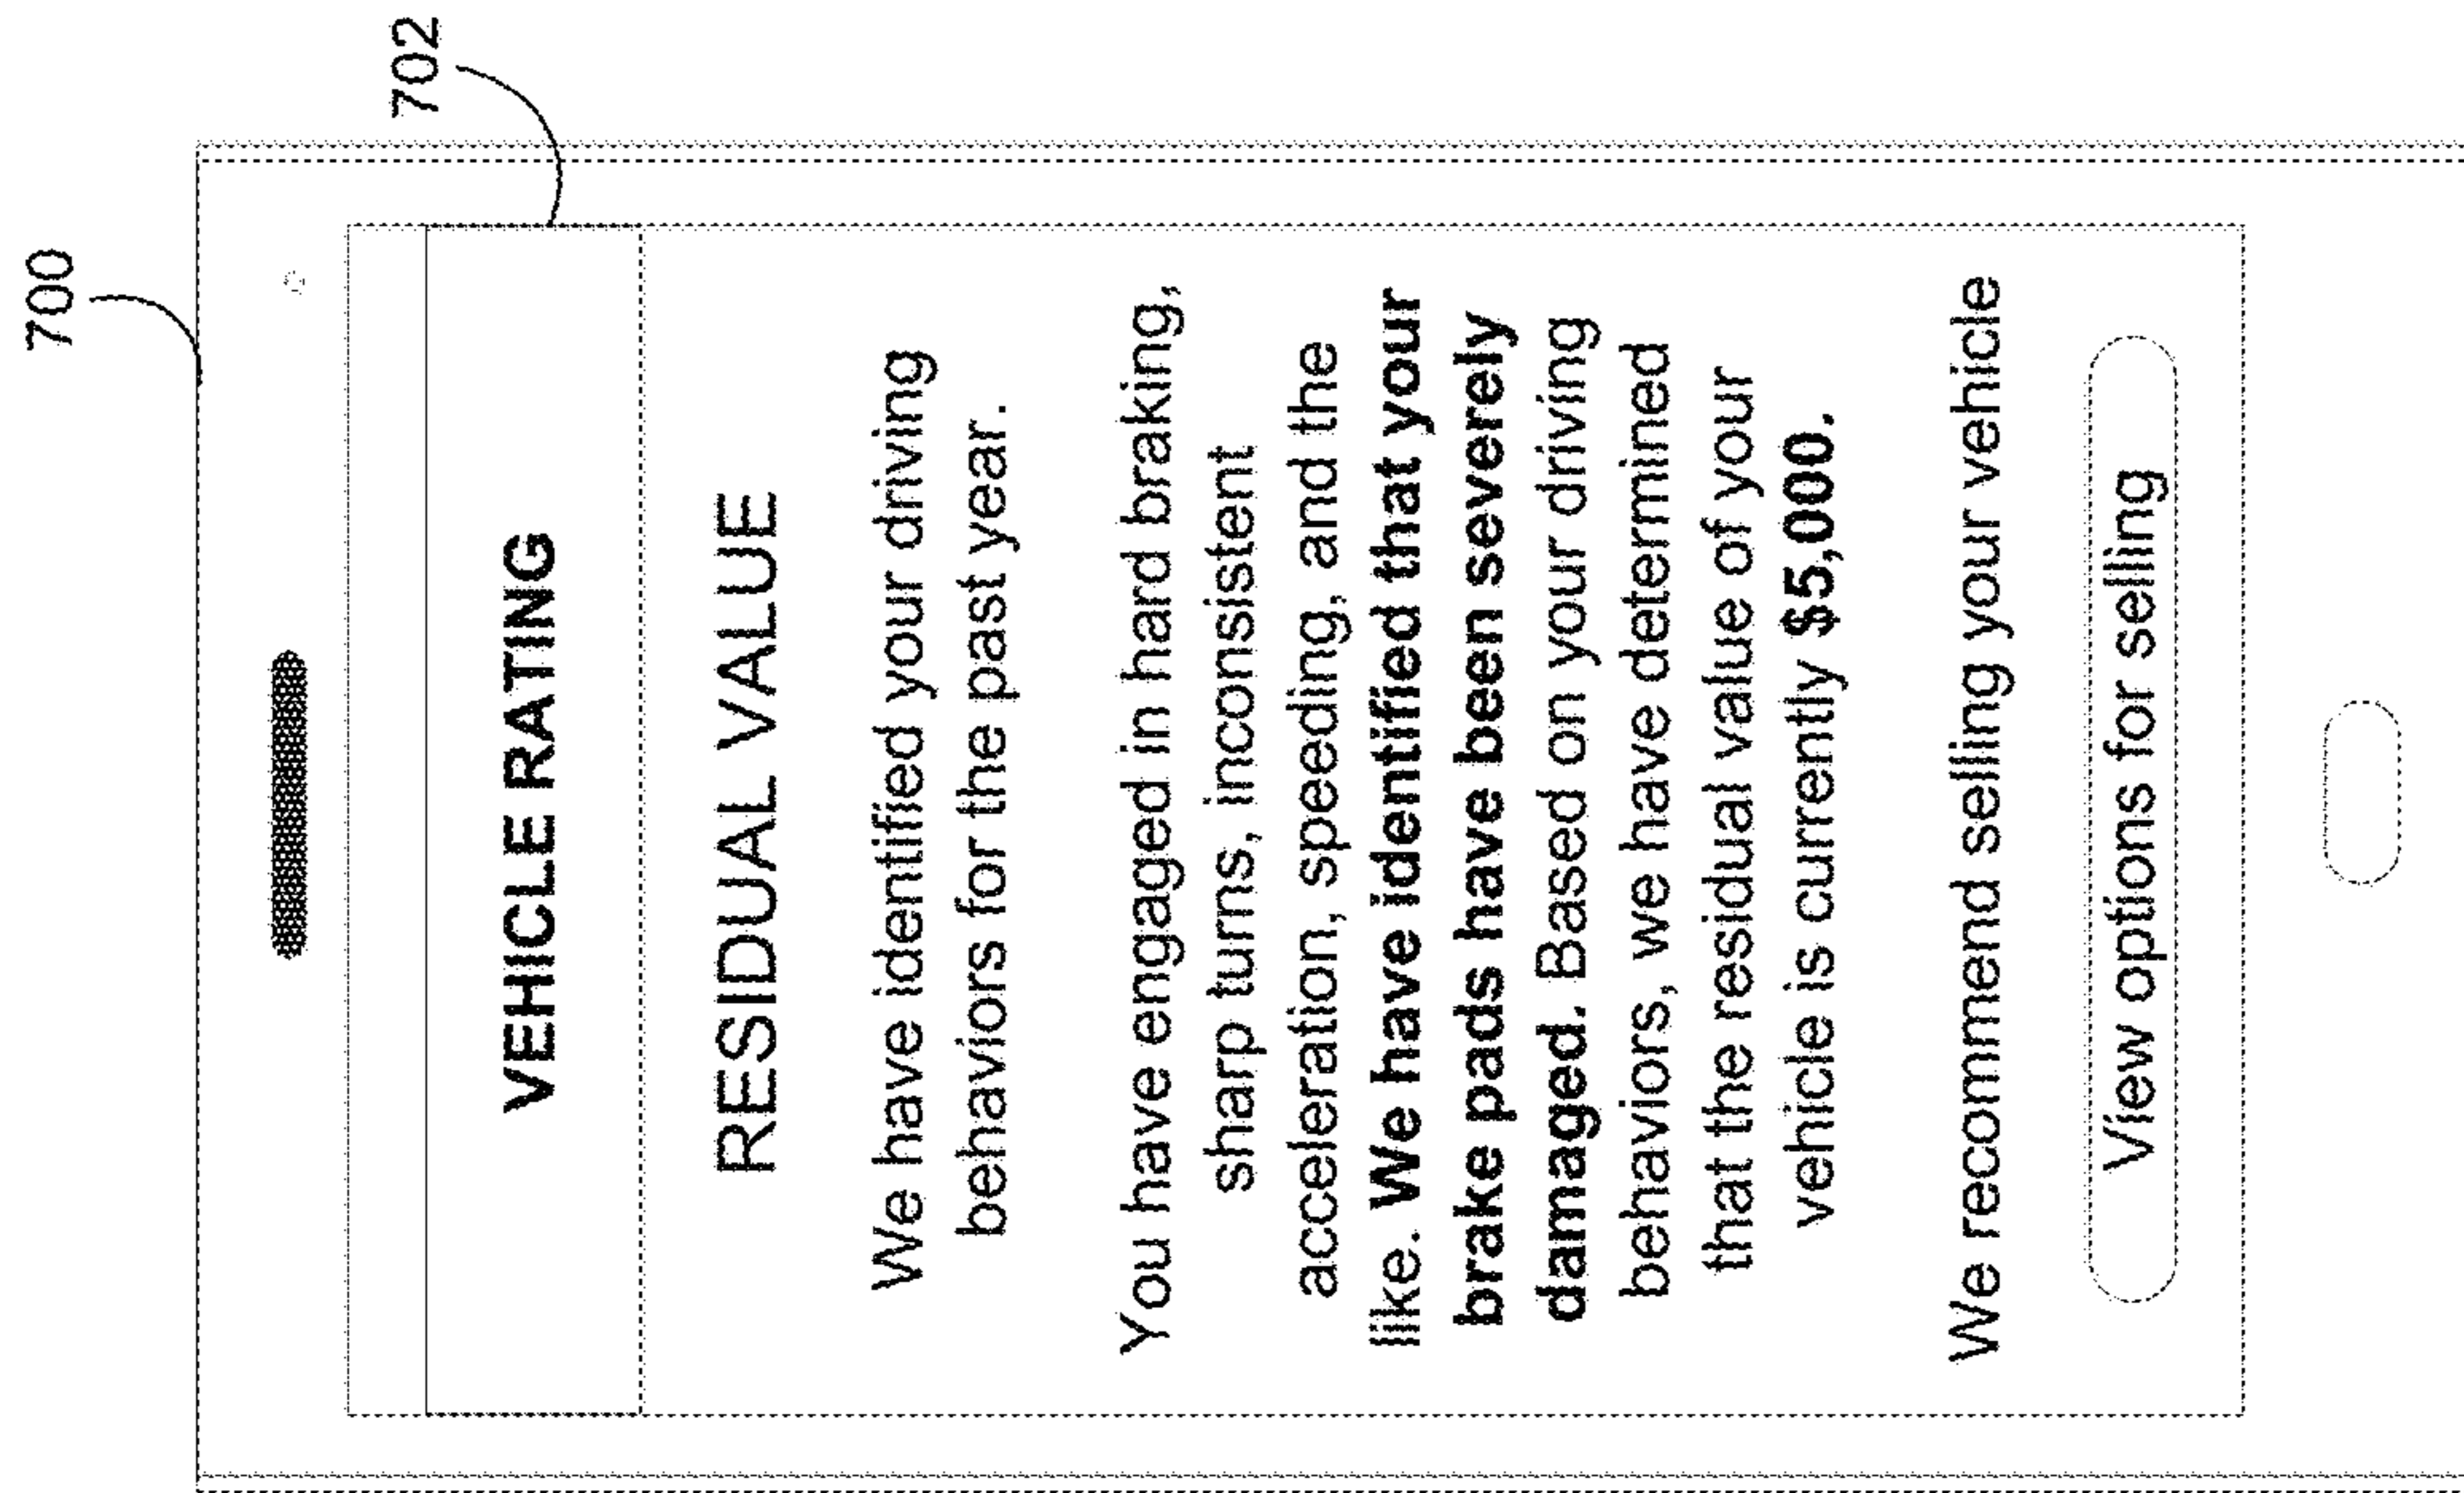 700
702
VEHICLE RATING
RESIDUAL VALUE
We have identified your driving
behaviors for the past year.
You have engaged in hard braking,
sharp turns, inconsistent
acceleration, speeding, and the
like. We have identified that your
brake pads have been severely
damaged. Based on your driving
behaviors, we have determined
that the residual value of your
vehicle is currently $5,000.
We recommend selling your vehicle
View options for selling